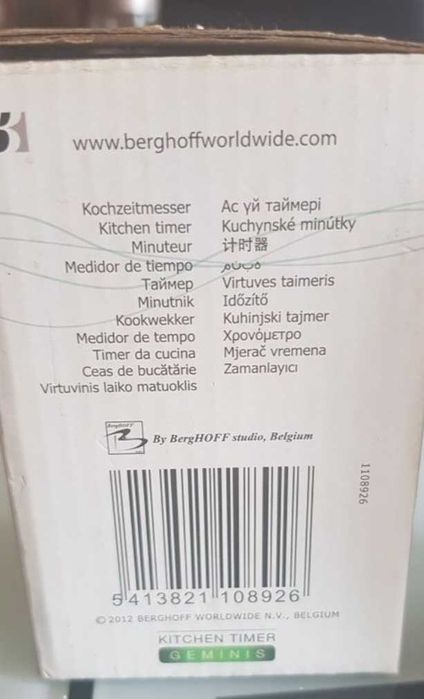 www.berghoffworldwide.com
Kochzeitmesser
Kitchen timer
Minuteur
Medidor de tiempo
Таймер
Minutnik
Kookwekker
Medidor de tempo
Timer da cucina
Ceas de bucătărie
Virtuvinis laiko matuoklis
Ас үй таймері
Kuchynské minútky
计时器
Virtuves taimeris
Időzítő
Kuhinjski tajmer
Χρονόμετρο
Mjerač vremena
Zamanlayıcı
BergHOFF
By BergHOFF studio, Belgium
1108926
5 413821 108926
© 2012 BERGHOFF WORLDWIDE N.V., BELGIUM
KITCHEN TIMER
GEMINIS